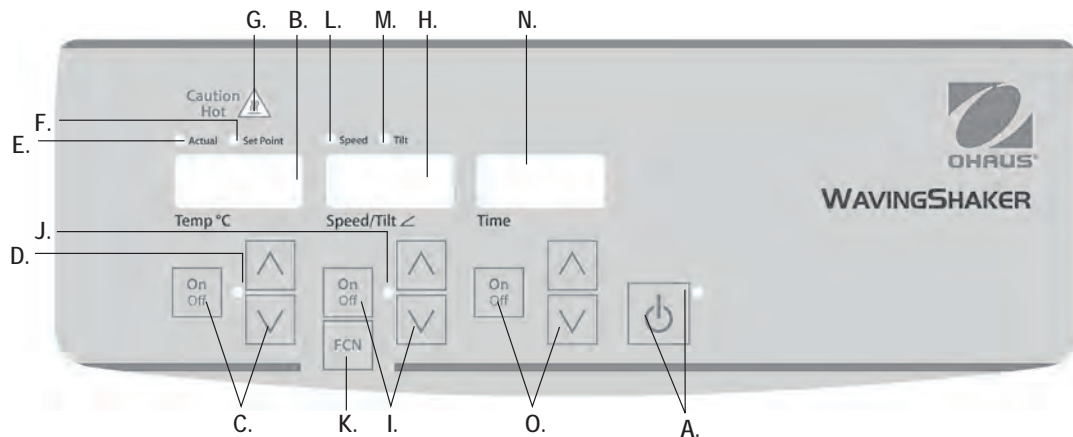 G. B. L. M. H. N.
Caution
Hot
F.
E. Actual Set Point Speed Tilt
OHAUS®
WAVINGSHAKER
Temp °C Speed/Tilt ∠ Time
J.
D.
On
Off
On
Off
On
Off
FCN
C. K. I. O. A.